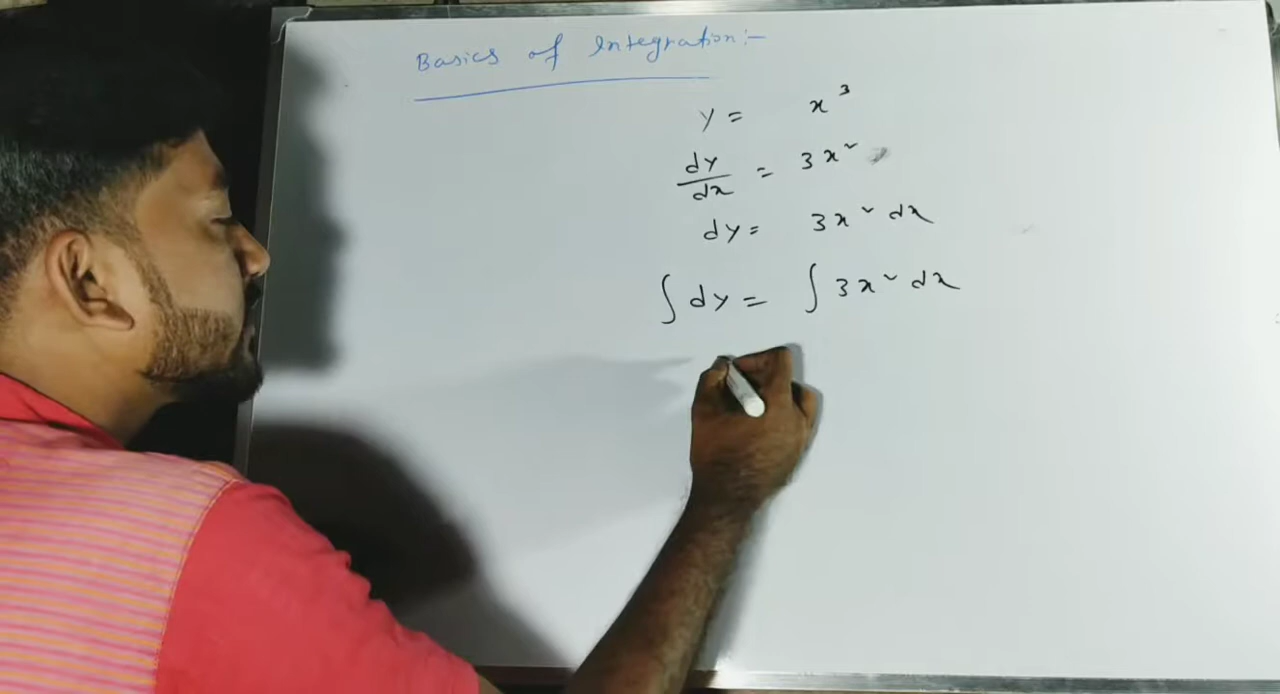 Basics of Integration:-
y = x³
dy/dx = 3x²
dy = 3x² dx
∫ dy = ∫ 3x² dx